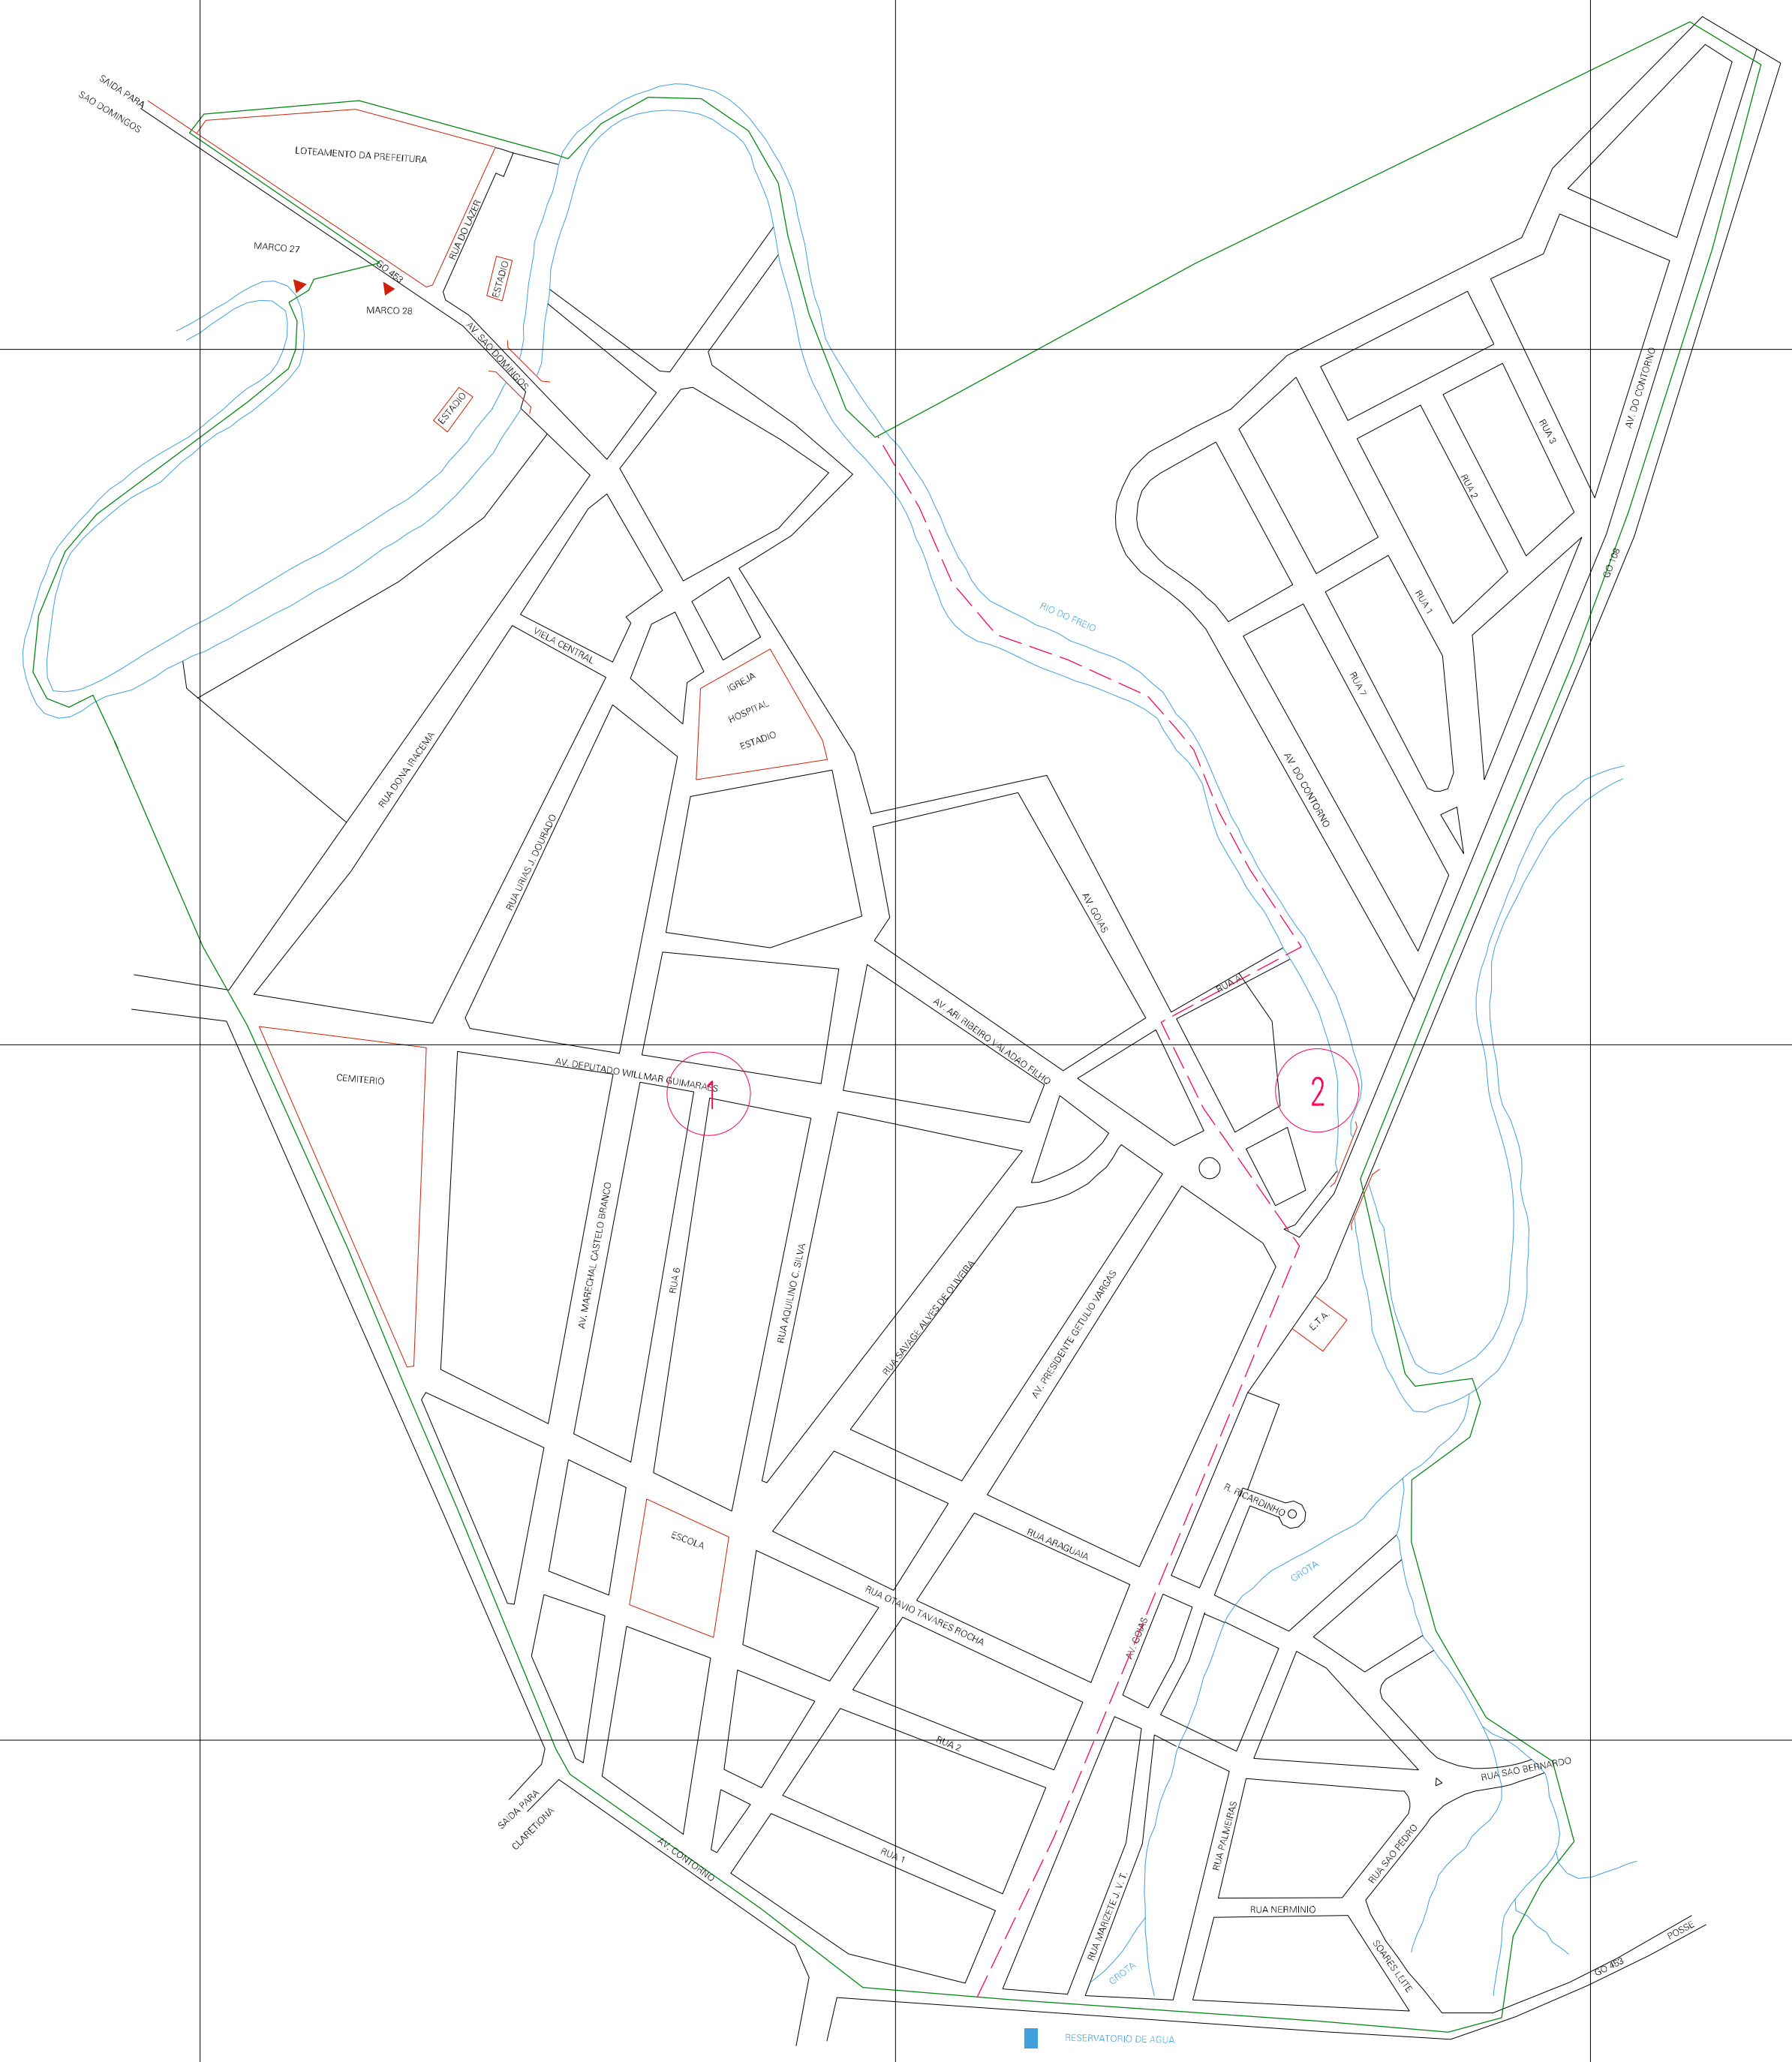 SAIDA PARA
SAO DOMINGOS
LOTEAMENTO DA PREFEITURA
RUA DO LAZER
MARCO 27
GO 453
ESTADIO
MARCO 28
AV. SAO DOMINGOS
ESTADIO
AV. DO CONTORNO
RUA 3
RUA 2
GO 108
RUA 1
RIO DO FREIO
VIELA CENTRAL
IGREJA
HOSPITAL
ESTADIO
RUA 7
RUA DONA IRACEMA
AV. DO CONTORNO
RUA URIAS J. DOURADO
AV. GOIAS
RUA 4
AV. ARI RIBEIRO VALADAO FILHO
CEMITERIO
AV. DEPUTADO WILLMAR GUIMARAES
1
2
AV. MARECHAL CASTELO BRANCO
RUA 6
RUA AQUILINO C. SILVA
RUA SAVAGE ALVES DE OLIVEIRA
AV. PRESIDENTE GETULIO VARGAS
E.T.A.
R. RICARDINHO
ESCOLA
RUA ARAGUAIA
GROTA
RUA OTAVIO TAVARES ROCHA
AV. GOIAS
RUA 2
RUA SAO BERNARDO
SAIDA PARA
CLARETIONA
RUA PALMEIRAS
RUA SAO PEDRO
AV. CONTORNO
RUA 1
RUA MARIZETE J. V. T.
RUA NERMINIO
SOARES LEITE
POSSE
GO 453
GROTA
RESERVATORIO DE AGUA